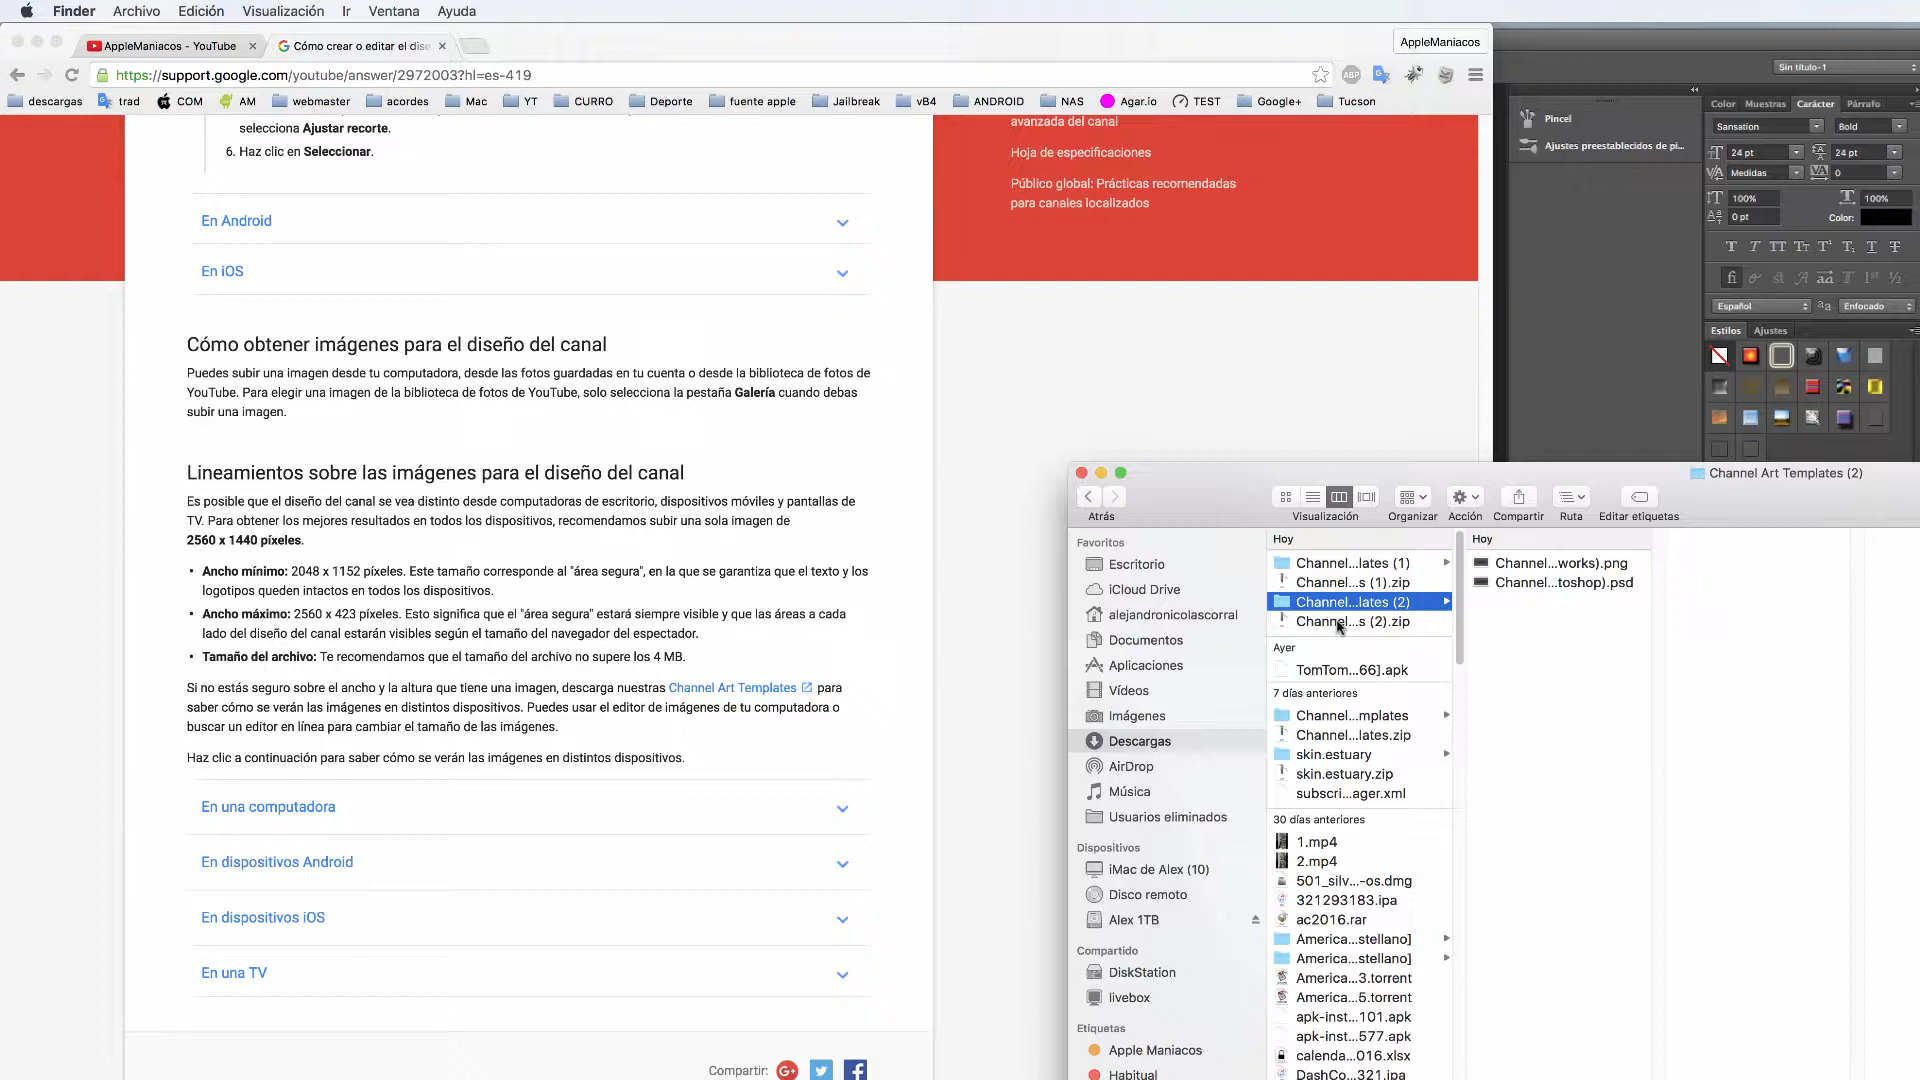 Finder Archivo Edición Visualización Ir Ventana Ayuda
AppleManiacos - YouTube
Cómo crear o editar el dise
AppleManiacos
https://support.google.com/youtube/answer/2972003?hl=es-419
ABP
descargas trad COM AM webmaster acordes Mac YT CURRO Deporte fuente apple Jailbreak vB4 ANDROID NAS Agar.io TEST Google+ Tucson
selecciona Ajustar recorte.
6. Haz clic en Seleccionar.
En Android
En iOS
Cómo obtener imágenes para el diseño del canal
Puedes subir una imagen desde tu computadora, desde las fotos guardadas en tu cuenta o desde la biblioteca de fotos de
YouTube. Para elegir una imagen de la biblioteca de fotos de YouTube, solo selecciona la pestaña Galería cuando debas
subir una imagen.
Lineamientos sobre las imágenes para el diseño del canal
Es posible que el diseño del canal se vea distinto desde computadoras de escritorio, dispositivos móviles y pantallas de
TV. Para obtener los mejores resultados en todos los dispositivos, recomendamos subir una sola imagen de
2560 x 1440 píxeles.
• Ancho mínimo: 2048 x 1152 píxeles. Este tamaño corresponde al "área segura", en la que se garantiza que el texto y los
logotipos queden intactos en todos los dispositivos.
• Ancho máximo: 2560 x 423 píxeles. Esto significa que el "área segura" estará siempre visible y que las áreas a cada
lado del diseño del canal estarán visibles según el tamaño del navegador del espectador.
• Tamaño del archivo: Te recomendamos que el tamaño del archivo no supere los 4 MB.
Si no estás seguro sobre el ancho y la altura que tiene una imagen, descarga nuestras Channel Art Templates para
saber cómo se verán las imágenes en distintos dispositivos. Puedes usar el editor de imágenes de tu computadora o
buscar un editor en línea para cambiar el tamaño de las imágenes.
Haz clic a continuación para saber cómo se verán las imágenes en distintos dispositivos.
En una computadora
En dispositivos Android
En dispositivos iOS
En una TV
Compartir:
avanzada del canal
Hoja de especificaciones
Público global: Prácticas recomendadas
para canales localizados
Sin título-1
Pincel
Ajustes preestablecidos de pi...
Color Muestras Carácter Párrafo
Sansation Bold
24 pt 24 pt
Medidas 0
100% 100%
0 pt Color:
Español Enfocado
Estilos Ajustes
Channel Art Templates (2)
Atrás Visualización Organizar Acción Compartir Ruta Editar etiquetas
Favoritos
Escritorio
iCloud Drive
alejandronicolascorral
Documentos
Aplicaciones
Vídeos
Imágenes
Descargas
AirDrop
Música
Usuarios eliminados
Dispositivos
iMac de Alex (10)
Disco remoto
Alex 1TB
Compartido
DiskStation
livebox
Etiquetas
Apple Maniacos
Habitual
Hoy
Channel...lates (1)
Channel...s (1).zip
Channel...lates (2)
Channel...s (2).zip
Ayer
TomTom...66].apk
7 días anteriores
Channel...mplates
Channel...lates.zip
skin.estuary
skin.estuary.zip
subscri...ager.xml
30 días anteriores
1.mp4
2.mp4
501_silv...-os.dmg
321293183.ipa
ac2016.rar
America...stellano]
America...stellano]
America...3.torrent
America...5.torrent
apk-inst...101.apk
apk-inst...577.apk
calenda...016.xlsx
DashCo...321.ipa
Hoy
Channel...works).png
Channel...toshop).psd